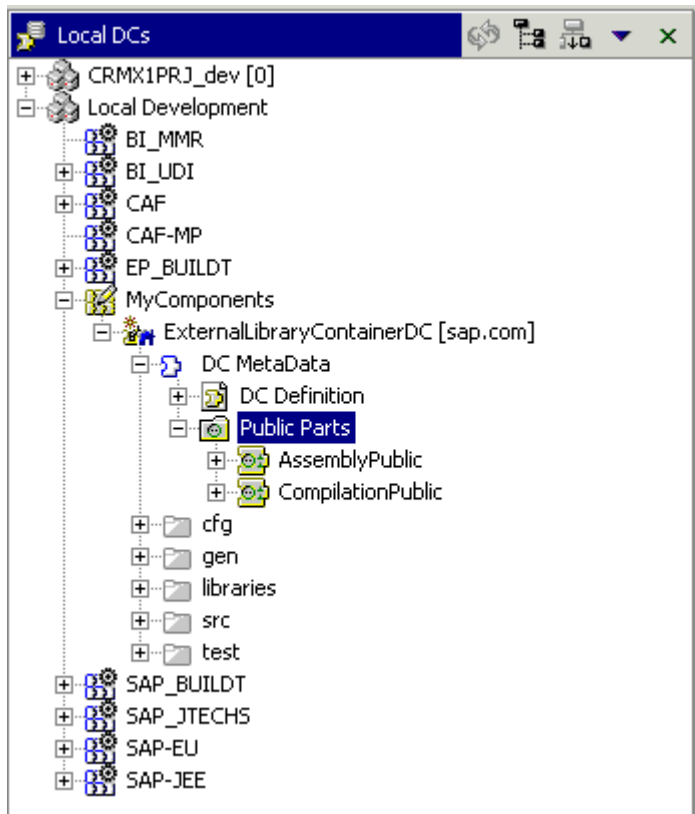 Local DCs
CRMX1PRJ_dev [0]
Local Development
BI_MMR
BI_UDI
CAF
CAF-MP
EP_BUILDT
MyComponents
ExternalLibraryContainerDC [sap.com]
DC MetaData
DC Definition
Public Parts
AssemblyPublic
CompilationPublic
cfg
gen
libraries
src
test
SAP_BUILDT
SAP_JTECHS
SAP-EU
SAP-JEE